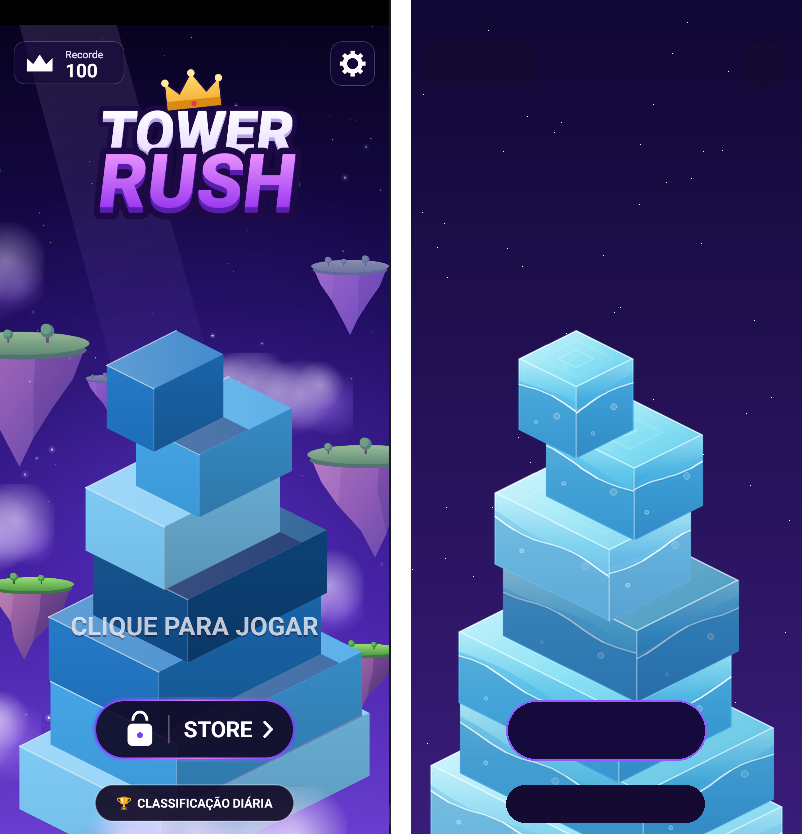 Recorde
100
TOWER
RUSH
CLIQUE PARA JOGAR
STORE
CLASSIFICAÇÃO DIÁRIA